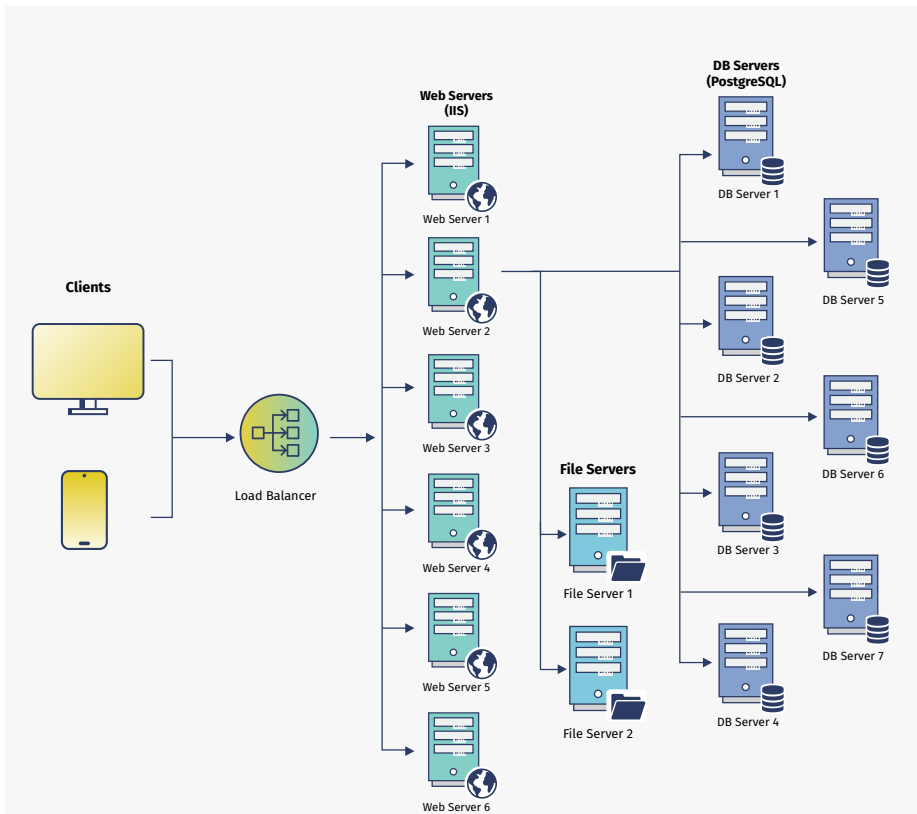 Clients
Load Balancer
Web Servers
(IIS)
Web Server 1
Web Server 2
Web Server 3
Web Server 4
Web Server 5
Web Server 6
File Servers
File Server 1
File Server 2
DB Servers
(PostgreSQL)
DB Server 1
DB Server 5
DB Server 2
DB Server 6
DB Server 3
DB Server 7
DB Server 4